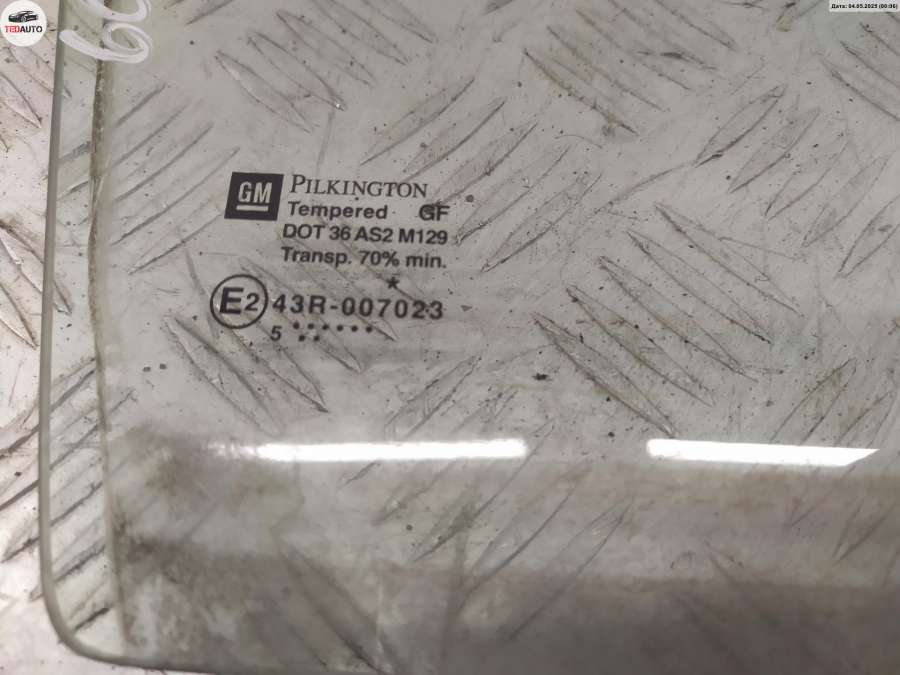 TEDAUTO
Дата: 04.05.2025 (00:06)
GM PILKINGTON
Tempered GF
DOT 36 AS2 M129
Transp. 70% min.
E2 43R-007023
5